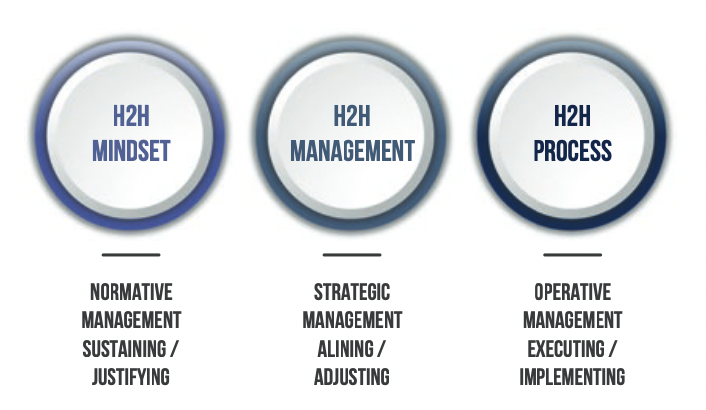 H2H
MINDSET
H2H
MANAGEMENT
H2H
PROCESS
NORMATIVE
MANAGEMENT
SUSTAINING /
JUSTIFYING
STRATEGIC
MANAGEMENT
ALINING /
ADJUSTING
OPERATIVE
MANAGEMENT
EXECUTING /
IMPLEMENTING